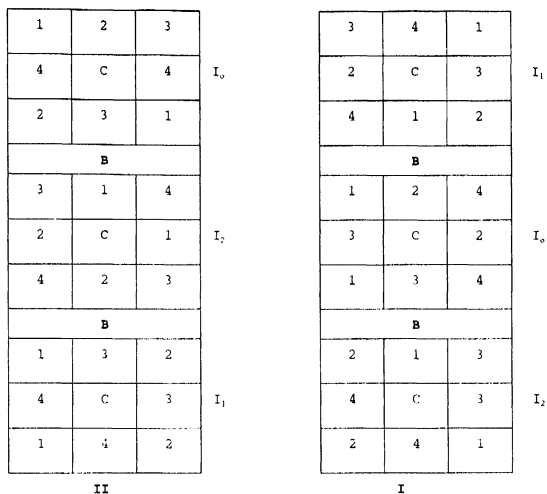 1 2 3
4 C 4 Iₒ
2 3 1
B
3 1 4
2 C 1 I₂
4 2 3
B
1 3 2
4 C 3 I₁
1 4 2
II
3 4 1
2 C 3 I₁
4 1 2
B
1 2 4
3 C 2 Iₒ
1 3 4
B
2 1 3
4 C 3 I₂
2 4 1
I